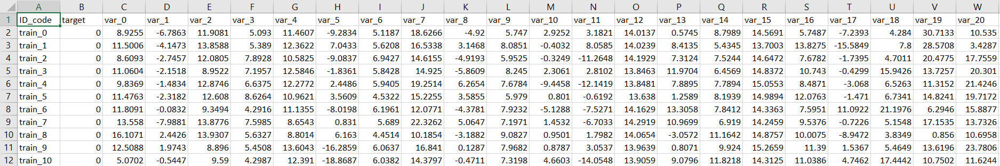 A B C D E F G H I J K L M N O P Q R S T U V W
1 ID_code target var_0 var_1 var_2 var_3 var_4 var_5 var_6 var_7 var_8 var_9 var_10 var_11 var_12 var_13 var_14 var_15 var_16 var_17 var_18 var_19 var_20
2 train_0 0 8.9255 -6.7863 11.9081 5.093 11.4607 -9.2834 5.1187 18.6266 -4.92 5.747 2.9252 3.1821 14.0137 0.5745 8.7989 14.5691 5.7487 -7.2393 4.284 30.7133 10.535
3 train_1 0 11.5006 -4.1473 13.8588 5.389 12.3622 7.0433 5.6208 16.5338 3.1468 8.0851 -0.4032 8.0585 14.0239 8.4135 5.4345 13.7003 13.8275 -15.5849 7.8 28.5708 3.4287
4 train_2 0 8.6093 -2.7457 12.0805 7.8928 10.5825 -9.0837 6.9427 14.6155 -4.9193 5.9525 -0.3249 -11.2648 14.1929 7.3124 7.5244 14.6472 7.6782 -1.7395 4.7011 20.4775 17.7559
5 train_3 0 11.0604 -2.1518 8.9522 7.1957 12.5846 -1.8361 5.8428 14.925 -5.8609 8.245 2.3061 2.8102 13.8463 11.9704 6.4569 14.8372 10.743 -0.4299 15.9426 13.7257 20.301
6 train_4 0 9.8369 -1.4834 12.8746 6.6375 12.2772 2.4486 5.9405 19.2514 6.2654 7.6784 -9.4458 -12.1419 13.8481 7.8895 7.7894 15.0553 8.4871 -3.068 6.5263 11.3152 21.4246
7 train_5 0 11.4763 -2.3182 12.608 8.6264 10.9621 3.5609 4.5322 15.2255 3.5855 5.979 0.801 -0.6192 13.638 1.2589 8.1939 14.9894 12.0763 -1.471 6.7341 14.8241 19.7172
8 train_6 0 11.8091 -0.0832 9.3494 4.2916 11.1355 -8.0198 6.1961 12.0771 -4.3781 7.9232 -5.1288 -7.5271 14.1629 13.3058 7.8412 14.3363 7.5951 11.0922 21.1976 6.2946 15.8877
9 train_7 0 13.558 -7.9881 13.8776 7.5985 8.6543 0.831 5.689 22.3262 5.0647 7.1971 1.4532 -6.7033 14.2919 10.9699 6.919 14.2459 9.5376 -0.7226 5.1548 17.1535 13.7326
10 train_8 0 16.1071 2.4426 13.9307 5.6327 8.8014 6.163 4.4514 10.1854 -3.1882 9.0827 0.9501 1.7982 14.0654 -3.0572 11.1642 14.8757 10.0075 -8.9472 3.8349 0.856 10.6958
11 train_9 0 12.5088 1.9743 8.896 5.4508 13.6043 -16.2859 6.0637 16.841 0.1287 7.9682 0.8787 3.0537 13.9639 0.8071 9.924 15.2659 11.39 1.5367 5.4649 13.6196 23.7806
12 train_10 0 5.0702 -0.5447 9.59 4.2987 12.391 -18.8687 6.0382 14.3797 -0.4711 7.3198 4.6603 -14.0548 13.9059 9.0796 11.8218 14.3125 11.0386 4.7462 17.4442 10.7502 11.6244